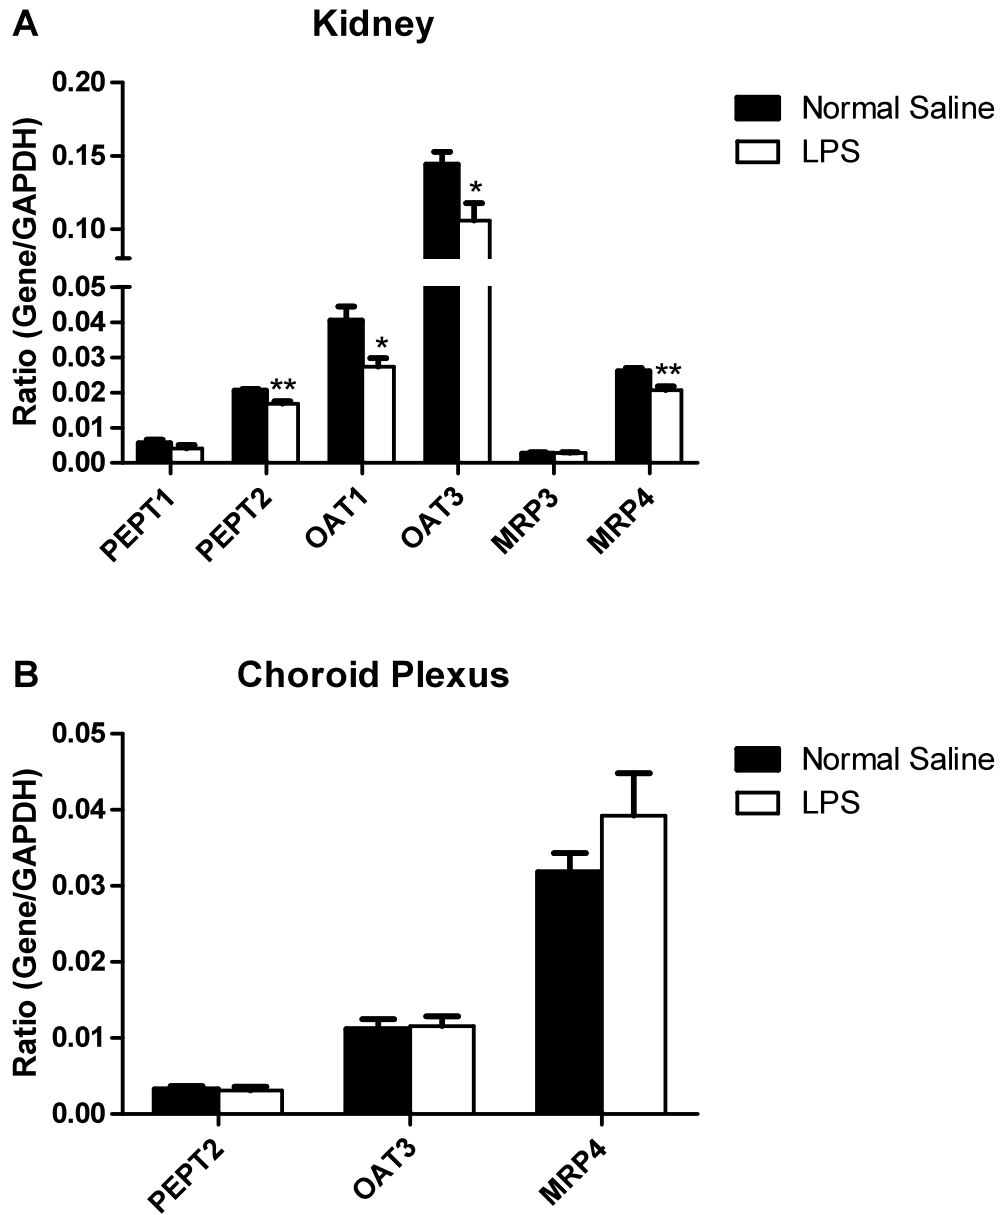 A
Kidney
Ratio (Gene/GAPDH)
0.20
0.15
0.10
0.05
0.04
0.03
0.02
0.01
0.00
**
*
*
**
PEPT1
PEPT2
OAT1
OAT3
MRP3
MRP4
Normal Saline
LPS
B
Choroid Plexus
Ratio (Gene/GAPDH)
0.05
0.04
0.03
0.02
0.01
0.00
PEPT2
OAT3
MRP4
Normal Saline
LPS